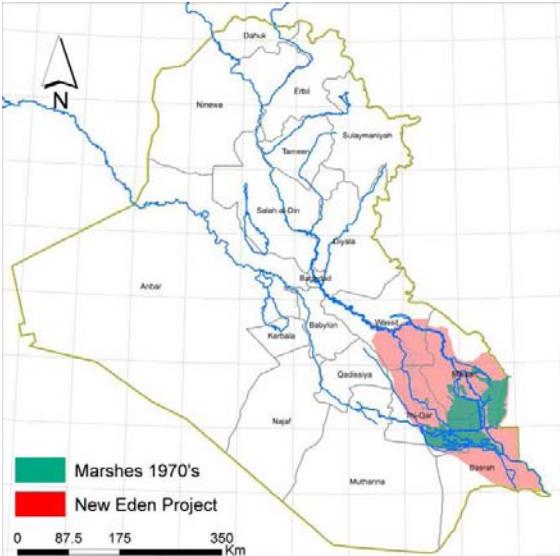 Dahuk
N
Ninewa
Erbil
Sulaymaniyah
Tameem
Salah al-Din
Diyala
Baghdad
Anbar
Wassit
Kerbala
Babylon
Missan
Qadissiya
Thi-Qar
Najaf
Basrah
Muthanna
Marshes 1970's
New Eden Project
0 87.5 175 350
Km